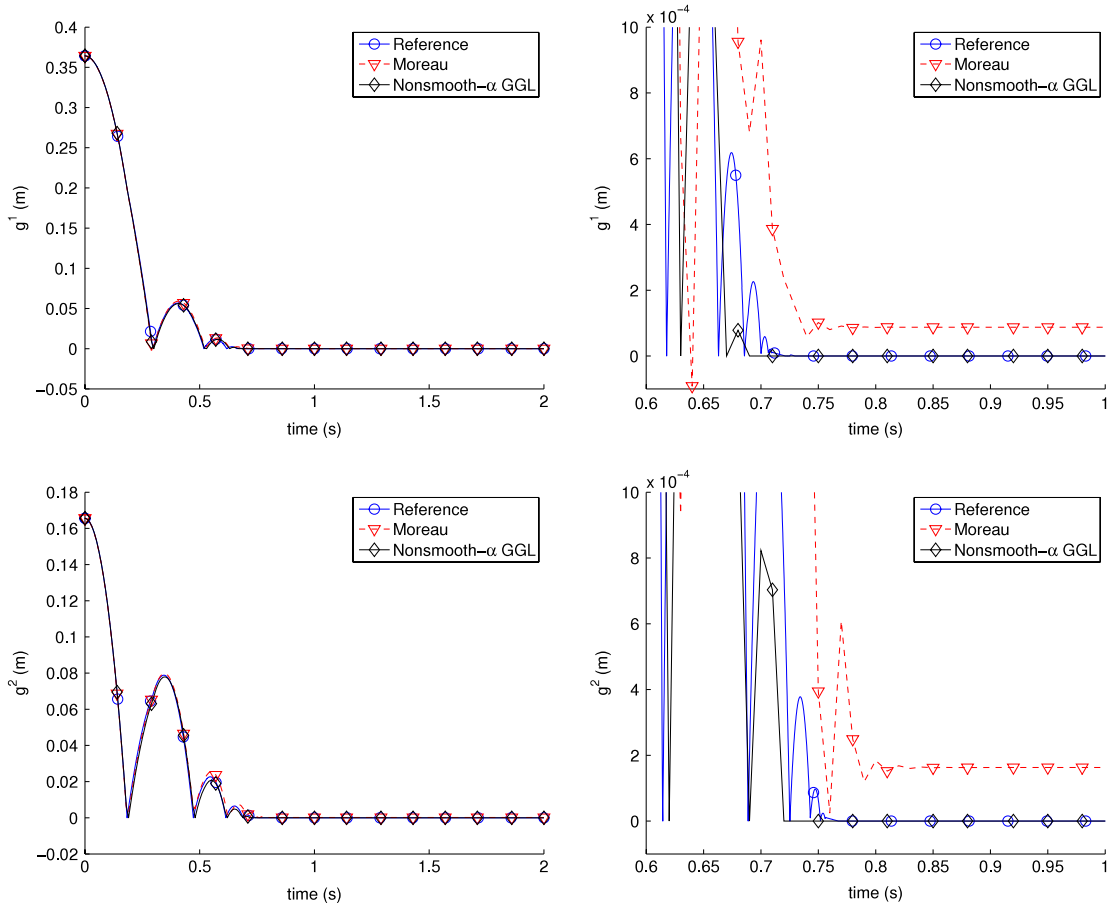 0.4
0.35
0.3
0.25
0.2
0.15
0.1
0.05
0
−0.05
g¹ (m)
0 0.5 1 1.5 2
time (s)
Reference
Moreau
Nonsmooth−α GGL
x 10⁻⁴
10
8
6
4
2
0
g¹ (m)
0.6 0.65 0.7 0.75 0.8 0.85 0.9 0.95 1
time (s)
Reference
Moreau
Nonsmooth−α GGL
0.18
0.16
0.14
0.12
0.1
0.08
0.06
0.04
0.02
0
−0.02
g² (m)
0 0.5 1 1.5 2
time (s)
Reference
Moreau
Nonsmooth−α GGL
x 10⁻⁴
10
8
6
4
2
0
g² (m)
0.6 0.65 0.7 0.75 0.8 0.85 0.9 0.95 1
time (s)
Reference
Moreau
Nonsmooth−α GGL